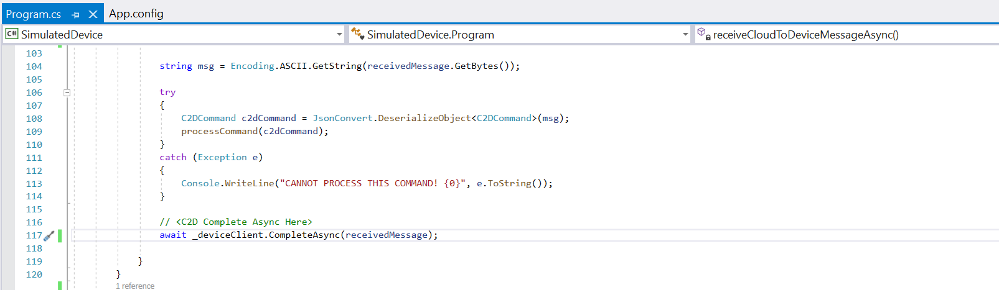 Program.cs App.config
C# SimulatedDevice SimulatedDevice.Program receiveCloudToDeviceMessageAsync()
103
104 string msg = Encoding.ASCII.GetString(receivedMessage.GetBytes());
105
106 try
107 {
108 C2DCommand c2dCommand = JsonConvert.DeserializeObject<C2DCommand>(msg);
109 processCommand(c2dCommand);
110 }
111 catch (Exception e)
112 {
113 Console.WriteLine("CANNOT PROCESS THIS COMMAND! {0}", e.ToString());
114 }
115
116 // <C2D Complete Async Here>
117 await _deviceClient.CompleteAsync(receivedMessage);
118
119 }
120 }
1 reference